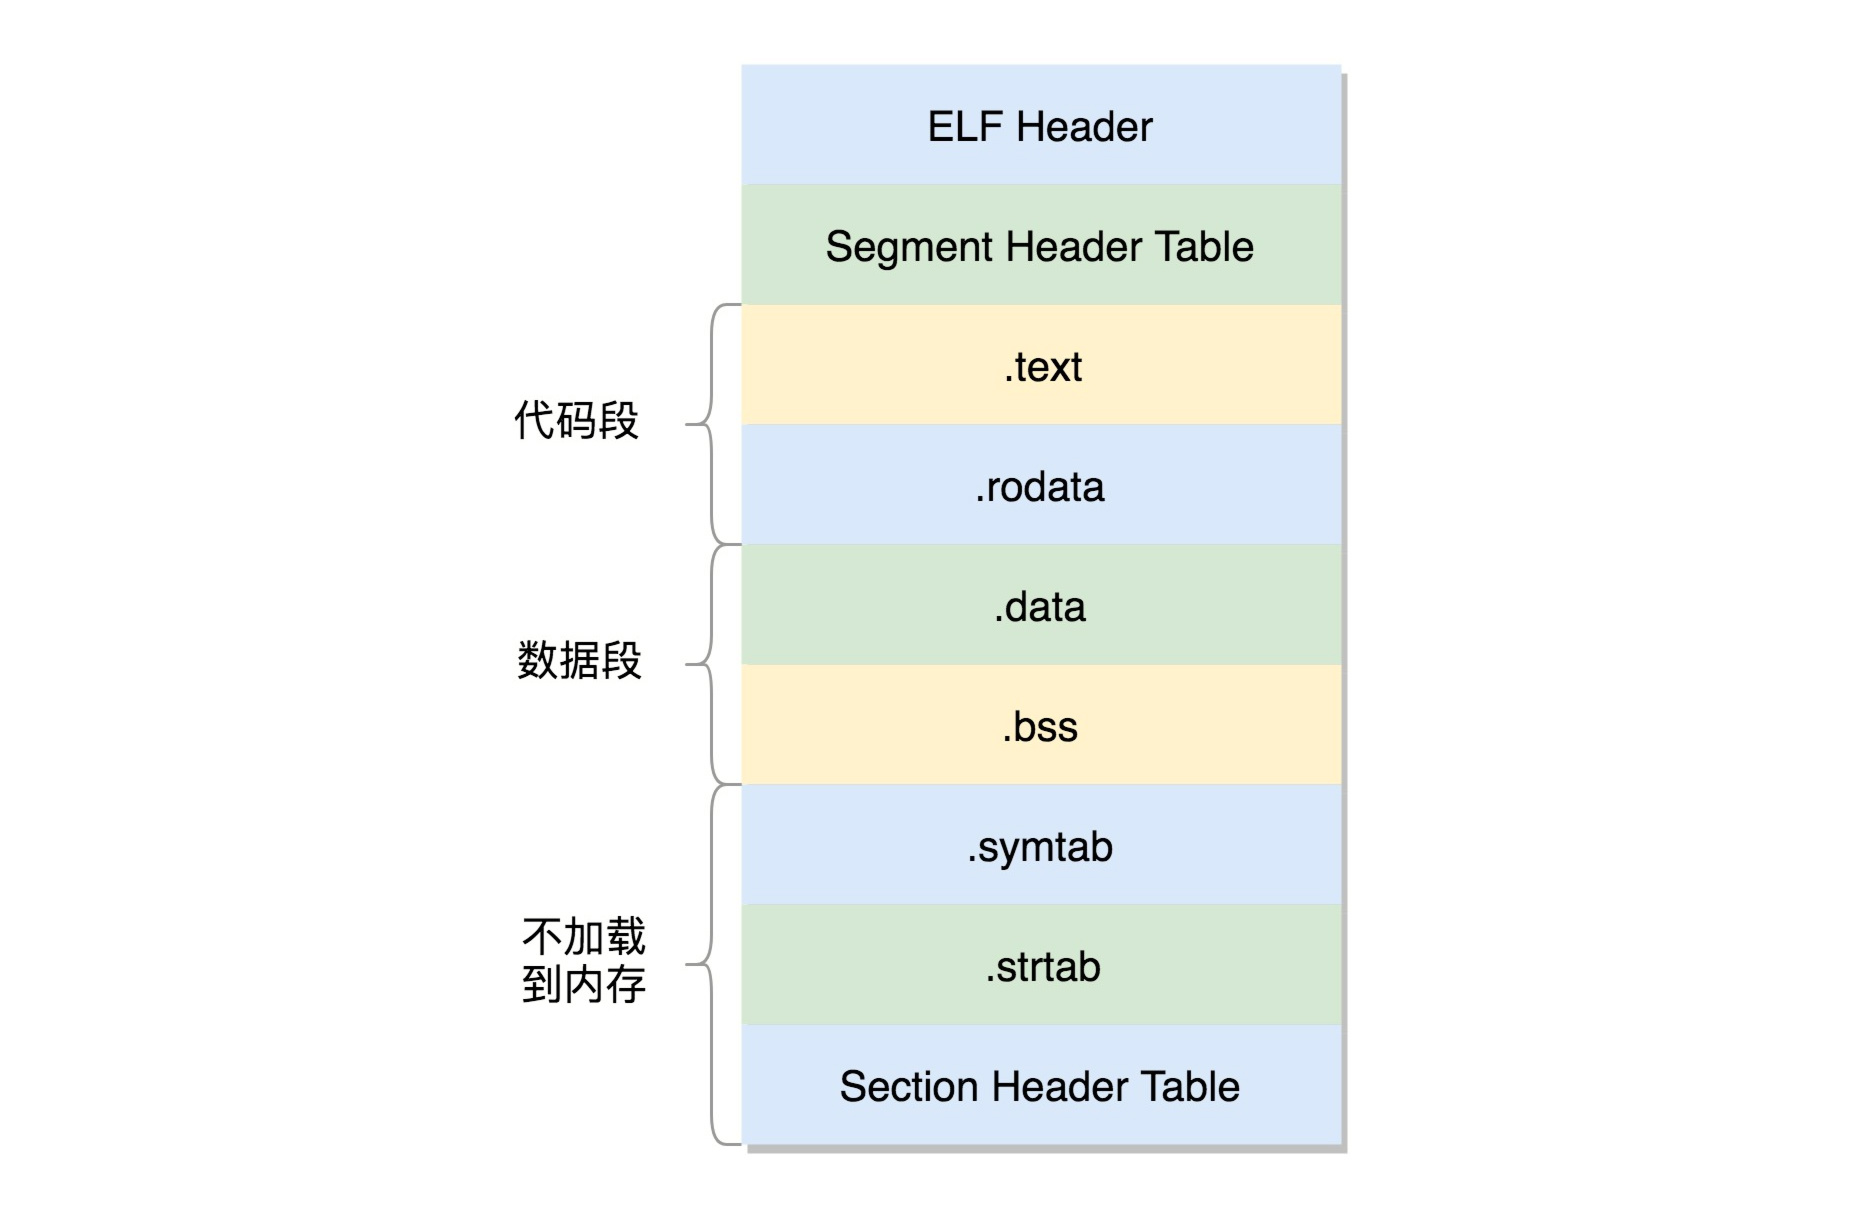 ELF Header
Segment Header Table
代码段
.text
.rodata
数据段
.data
.bss
不加载
到内存
.symtab
.strtab
Section Header Table